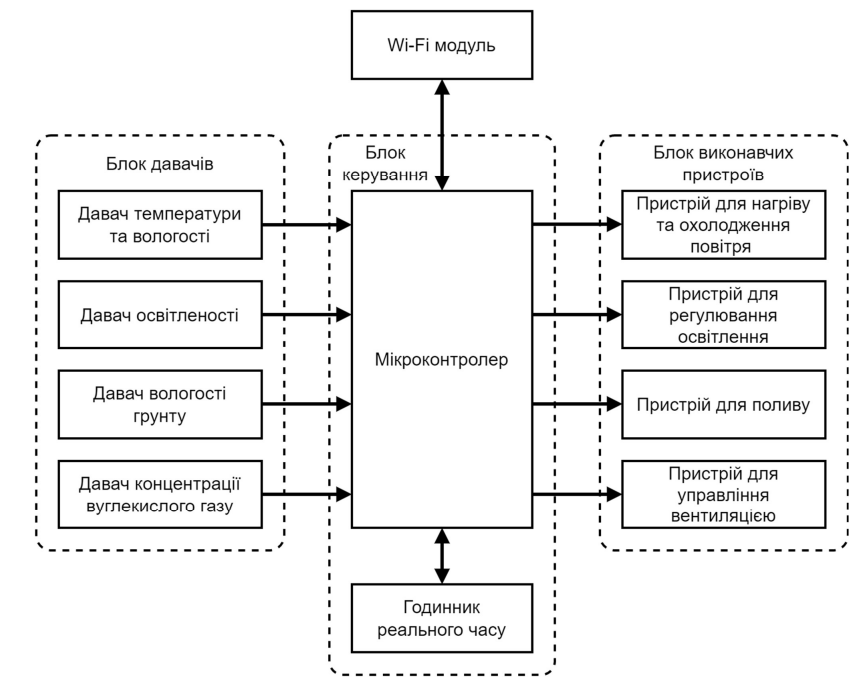 Wi-Fi модуль
Блок давачів
Давач температури
та вологості
Давач освітленості
Давач вологості
грунту
Давач концентрації
вуглекислого газу
Блок
керування
Мікроконтролер
Годинник
реального часу
Блок виконавчих
пристроїв
Пристрій для нагріву
та охолодження
повітря
Пристрій для
регулювання
освітлення
Пристрій для поливу
Пристрій для
управління
вентиляцією